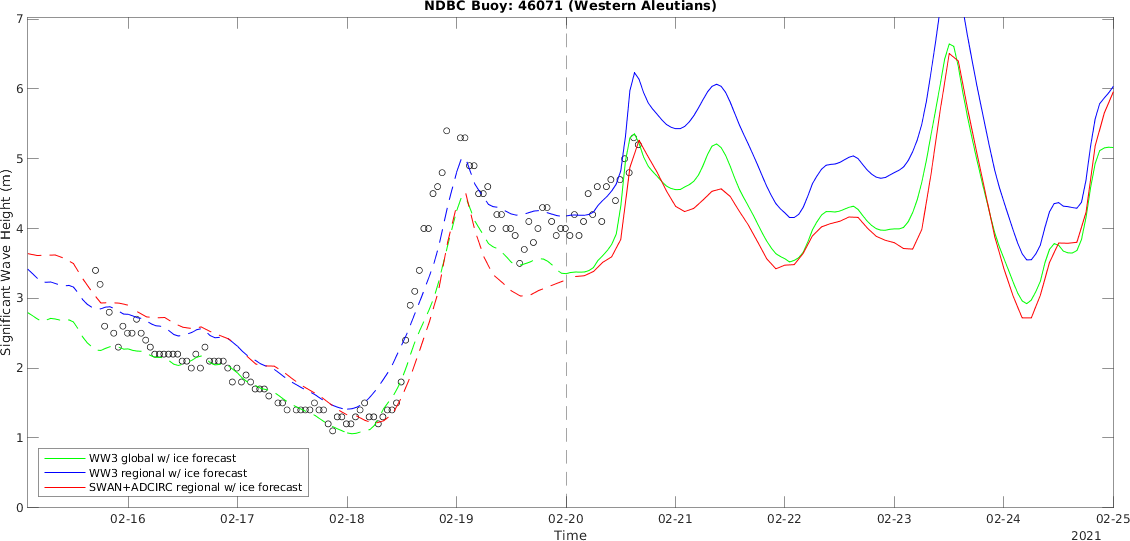 NDBC Buoy: 46071 (Western Aleutians)
7
6
5
4
3
2
1
0
Significant Wave Height (m)
WW3 global w/ ice forecast
WW3 regional w/ ice forecast
SWAN+ADCIRC regional w/ ice forecast
02-16 02-17 02-18 02-19 02-20 02-21 02-22 02-23 02-24 02-25
Time
2021